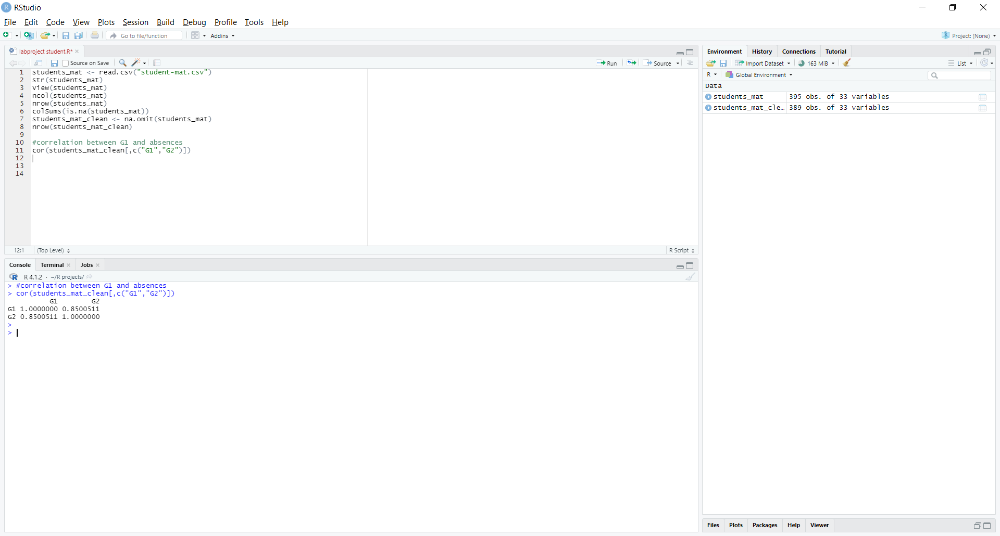 RStudio
File Edit Code View Plots Session Build Debug Profile Tools Help
Go to file/function Addins Project: (None)
labproject student.R*
Source on Save Run Source
1 students_mat <- read.csv("student-mat.csv")
2 str(students_mat)
3 View(students_mat)
4 ncol(students_mat)
5 nrow(students_mat)
6 colSums(is.na(students_mat))
7 students_mat_clean <- na.omit(students_mat)
8 nrow(students_mat_clean)
9
10 #correlation between G1 and absences
11 cor(students_mat_clean[,c("G1","G2")])
12
13
14
12:1 (Top Level) R Script
Console Terminal Jobs
R 4.1.2 · ~/R projects/
> #correlation between G1 and absences
> cor(students_mat_clean[,c("G1","G2")])
G1 G2
G1 1.0000000 0.8500511
G2 0.8500511 1.0000000
>
>
Environment History Connections Tutorial
Import Dataset 163 MiB List
R Global Environment
Data
students_mat 395 obs. of 33 variables
students_mat_cle… 389 obs. of 33 variables
Files Plots Packages Help Viewer